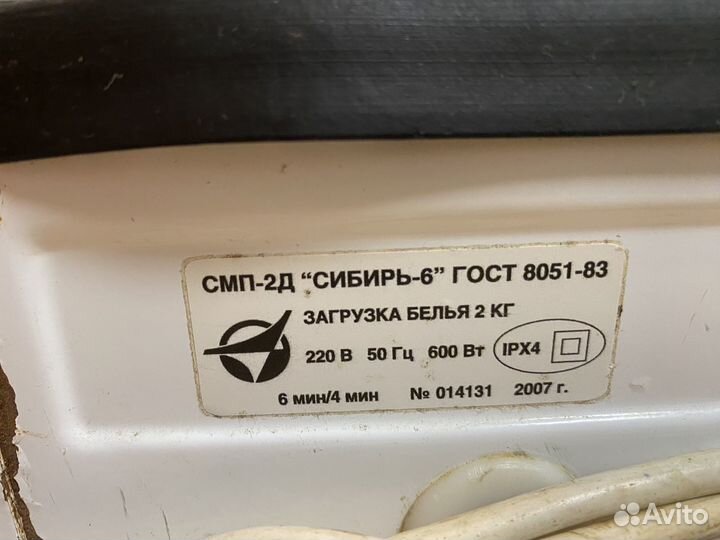 СМП-2Д “СИБИРЬ-6” ГОСТ 8051-83
ЗАГРУЗКА БЕЛЬЯ 2 КГ
220 В 50 Гц 600 Вт IPX4
6 мин/4 мин № 014131 2007 г.
Avito